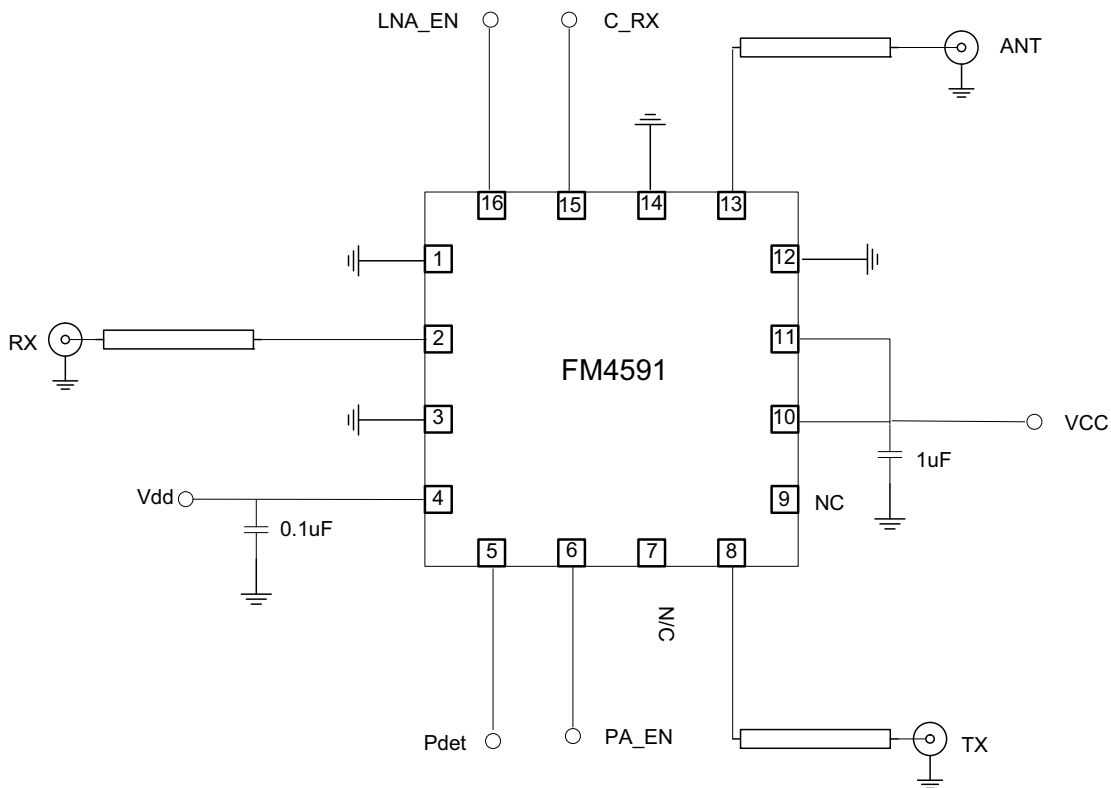 LNA_EN
C_RX
ANT
16
15
14
13
1
12
RX
2
FM4591
11
3
10
VCC
1uF
Vdd
4
9
NC
0.1uF
5
6
7
8
N/C
Pdet
PA_EN
TX